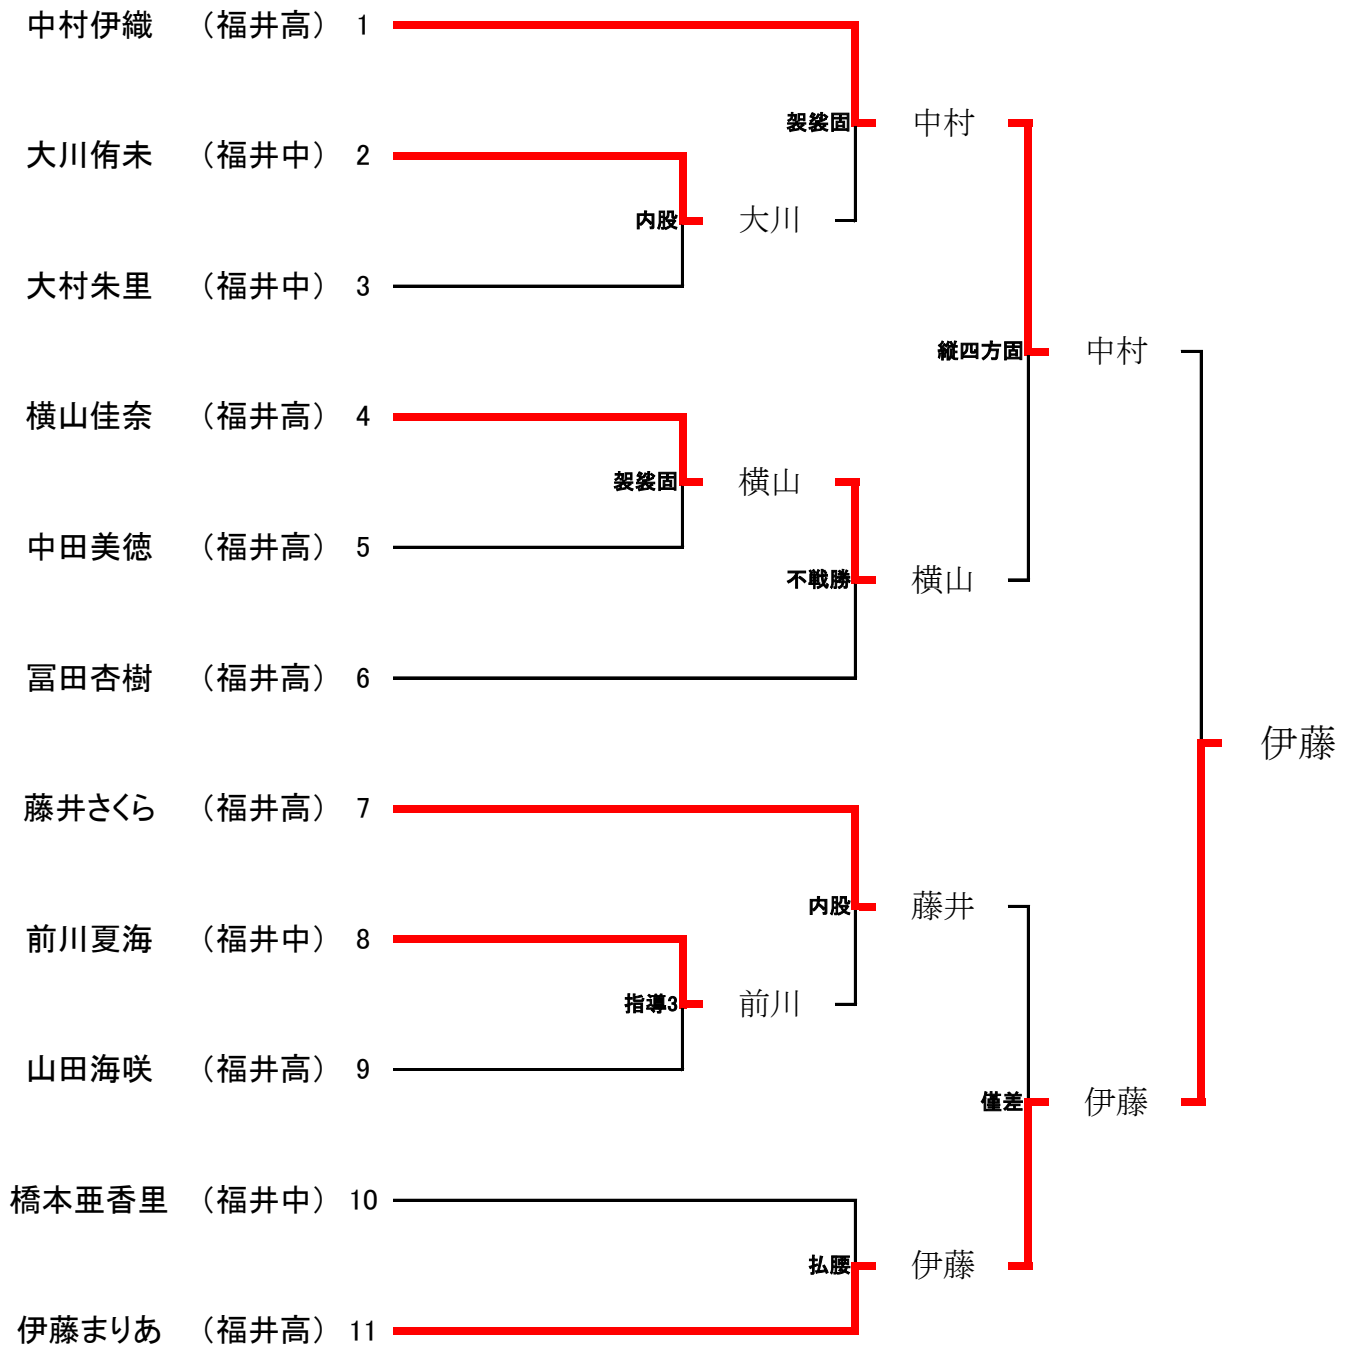 中村伊織 （福井高） 1
袈裟固 中村
大川侑未 （福井中） 2
内股 大川
大村朱里 （福井中） 3
縦四方固 中村
横山佳奈 （福井高） 4
袈裟固 横山
中田美徳 （福井高） 5
不戦勝 横山
冨田杏樹 （福井高） 6
伊藤
藤井さくら （福井高） 7
内股 藤井
前川夏海 （福井中） 8
指導3 前川
山田海咲 （福井高） 9
僅差 伊藤
橋本亜香里 （福井中） 10
払腰 伊藤
伊藤まりあ （福井高） 11